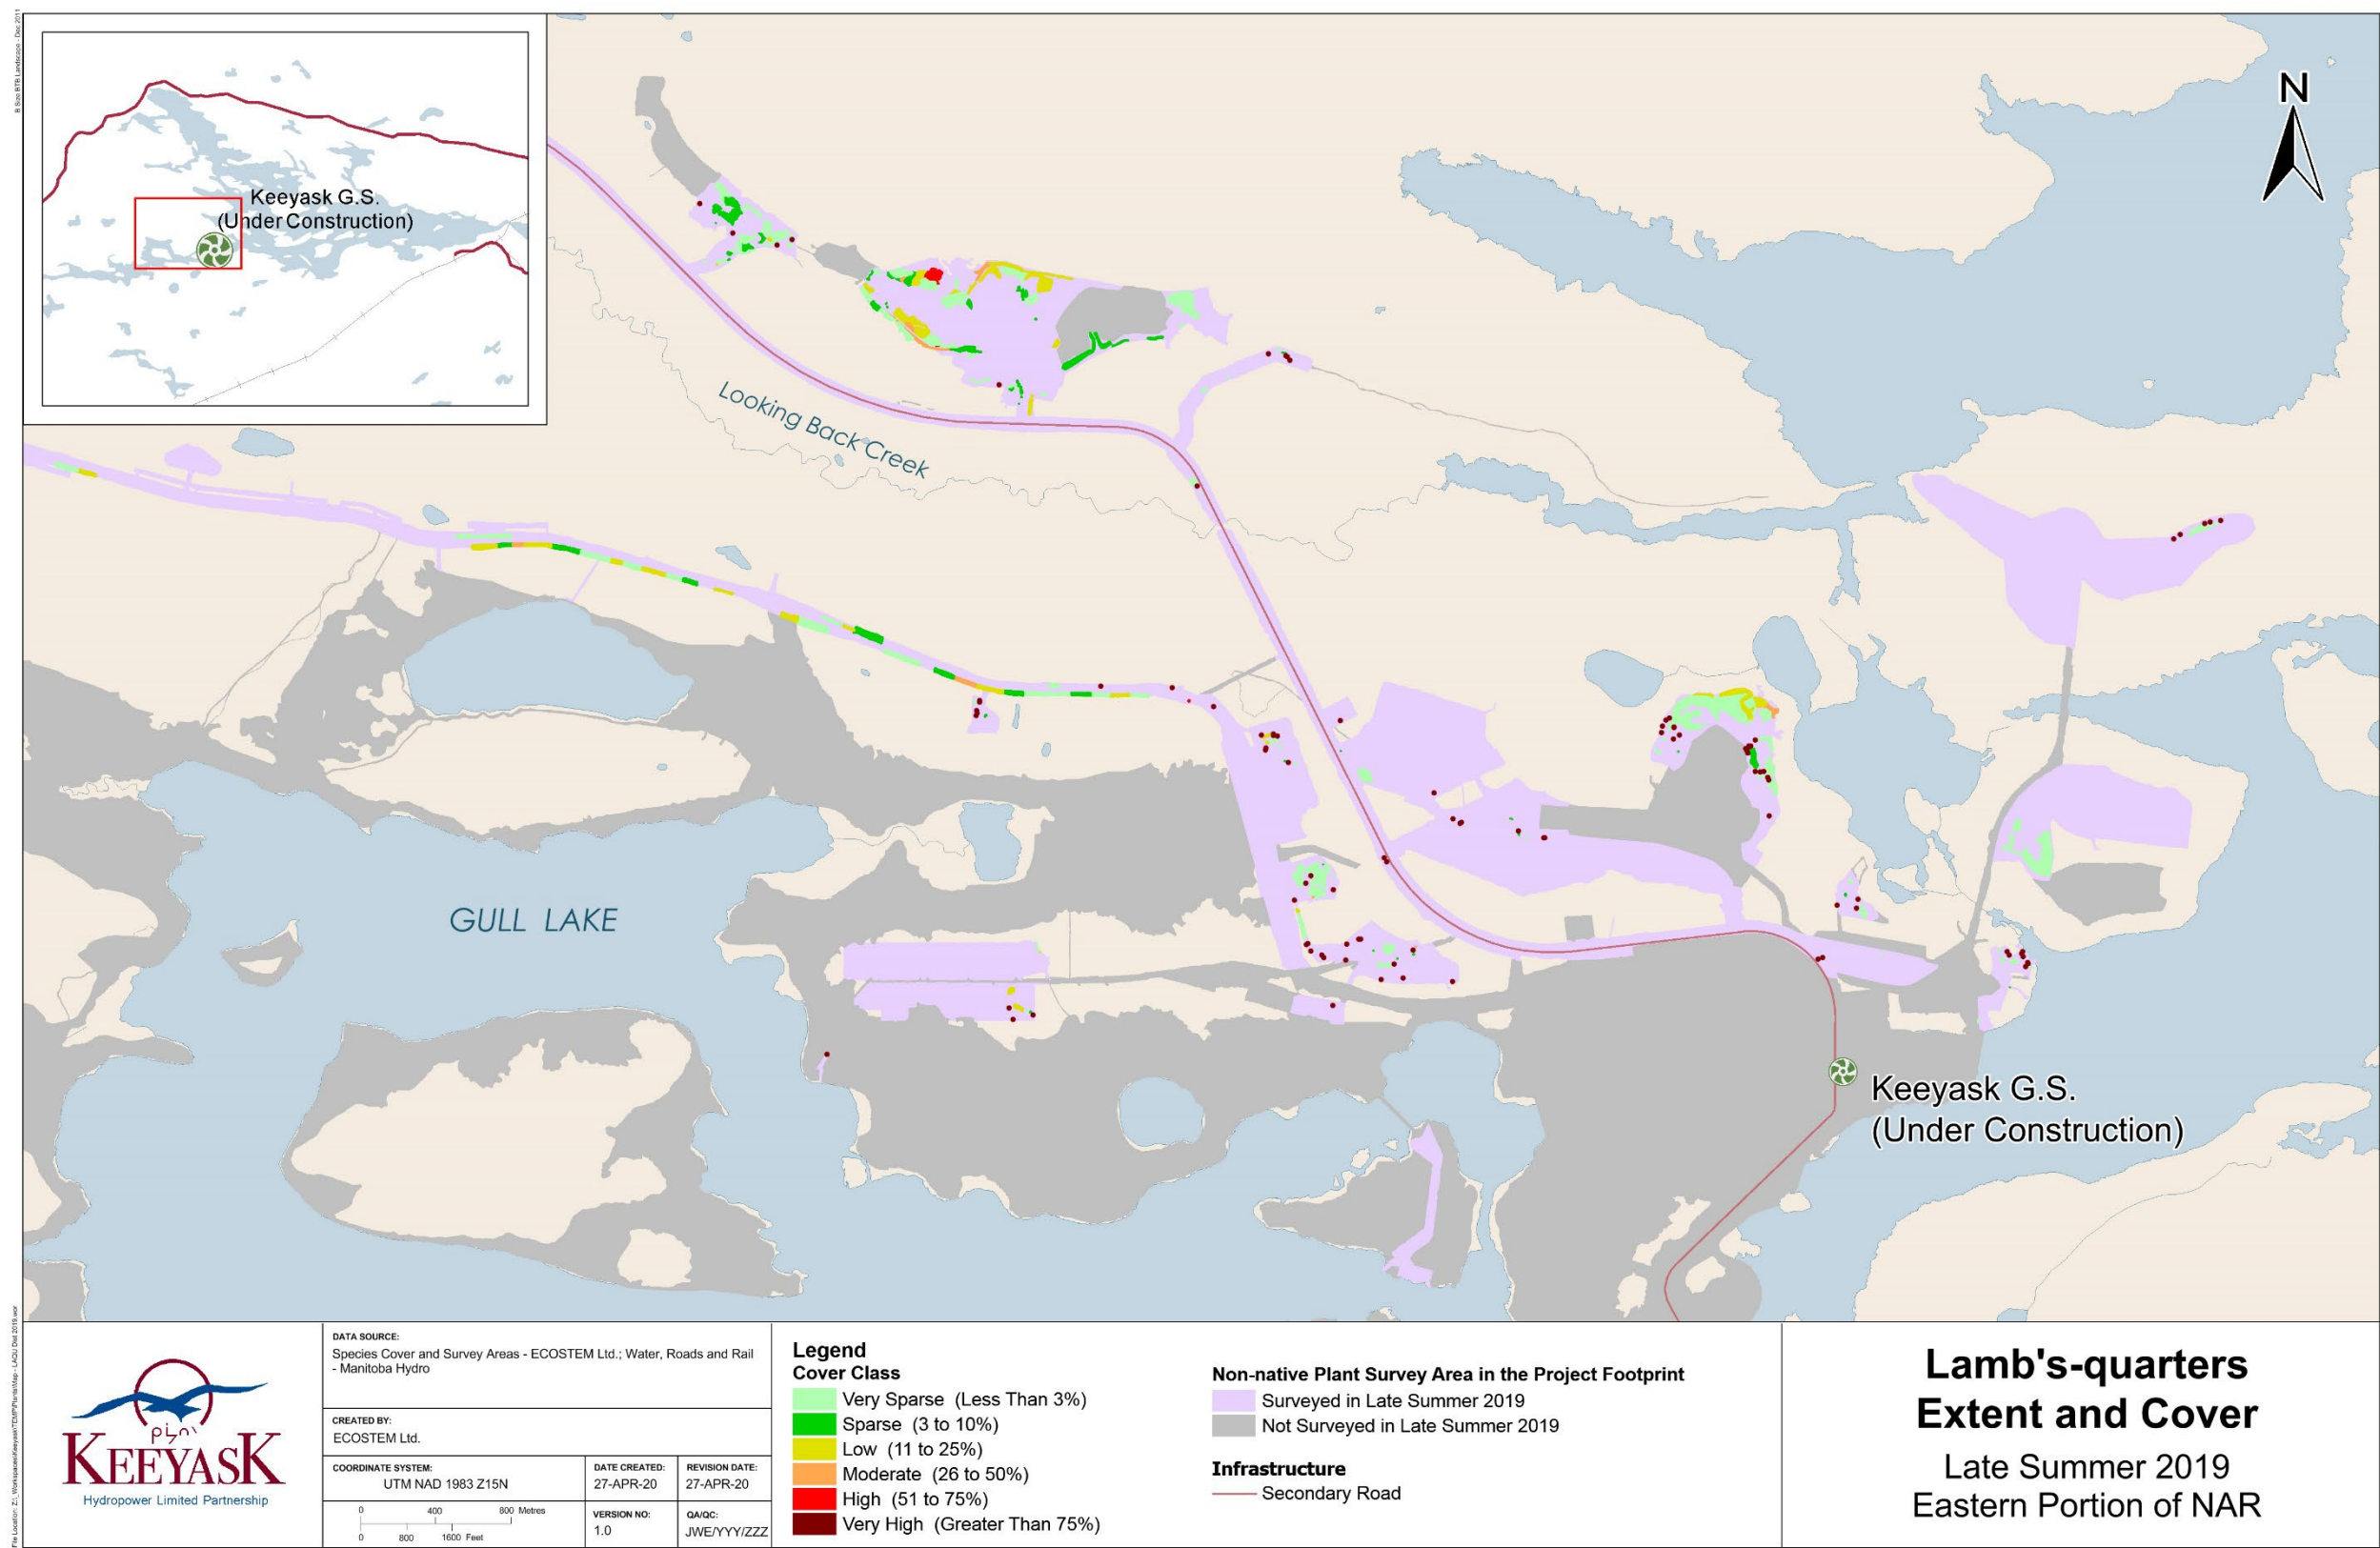 B Size BTB Landscape - Dec 2011
Keeyask G.S.
(Under Construction)
N
Looking Back Creek
GULL LAKE
Keeyask G.S.
(Under Construction)
KEEYASK
Hydropower Limited Partnership
DATA SOURCE:
Species Cover and Survey Areas - ECOSTEM Ltd.; Water, Roads and Rail
- Manitoba Hydro
CREATED BY:
ECOSTEM Ltd.
COORDINATE SYSTEM:
UTM NAD 1983 Z15N
DATE CREATED:
27-APR-20
REVISION DATE:
27-APR-20
0 400 800 Metres
0 800 1600 Feet
VERSION NO:
1.0
QA/QC:
JWE/YYY/ZZZ
Legend
Cover Class
Very Sparse (Less Than 3%)
Sparse (3 to 10%)
Low (11 to 25%)
Moderate (26 to 50%)
High (51 to 75%)
Very High (Greater Than 75%)
Non-native Plant Survey Area in the Project Footprint
Surveyed in Late Summer 2019
Not Surveyed in Late Summer 2019
Infrastructure
Secondary Road
Lamb's-quarters
Extent and Cover
Late Summer 2019
Eastern Portion of NAR